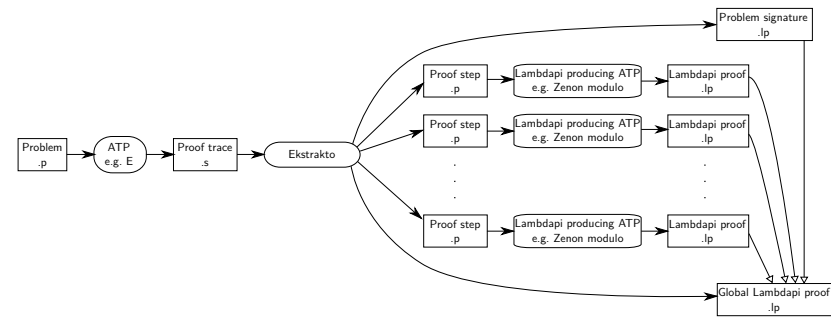 Problem signature
.lp
Proof step
.p
Lambdapi producing ATP
e.g. Zenon modulo
Lambdapi proof
.lp
Proof step
.p
Lambdapi producing ATP
e.g. Zenon modulo
Lambdapi proof
.lp
Problem
.p
ATP
e.g. E
Proof trace
.s
Ekstrakto
.
.
.
.
.
.
Proof step
.p
Lambdapi producing ATP
e.g. Zenon modulo
Lambdapi proof
.lp
Global Lambdapi proof
.lp